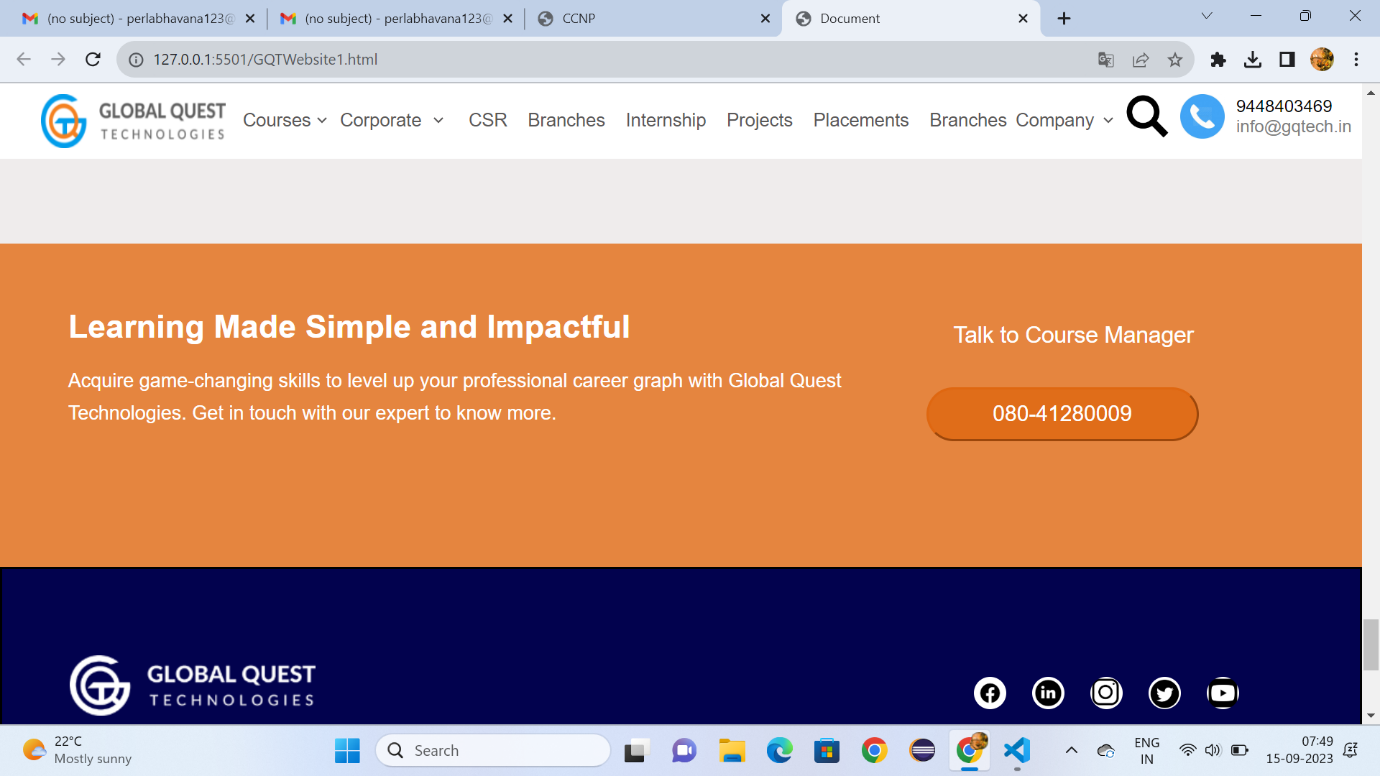 (no subject) - perlabhavana123@
(no subject) - perlabhavana123@
CCNP
Document
127.0.0.1:5501/GQTWebsite1.html
GLOBAL QUEST
TECHNOLOGIES
Courses
Corporate
CSR
Branches
Internship
Projects
Placements
Branches
Company
9448403469
info@gqtech.in
Learning Made Simple and Impactful
Acquire game-changing skills to level up your professional career graph with Global Quest
Technologies. Get in touch with our expert to know more.
Talk to Course Manager
080-41280009
GLOBAL QUEST
TECHNOLOGIES
22°C
Mostly sunny
Search
ENG
IN
07:49
15-09-2023